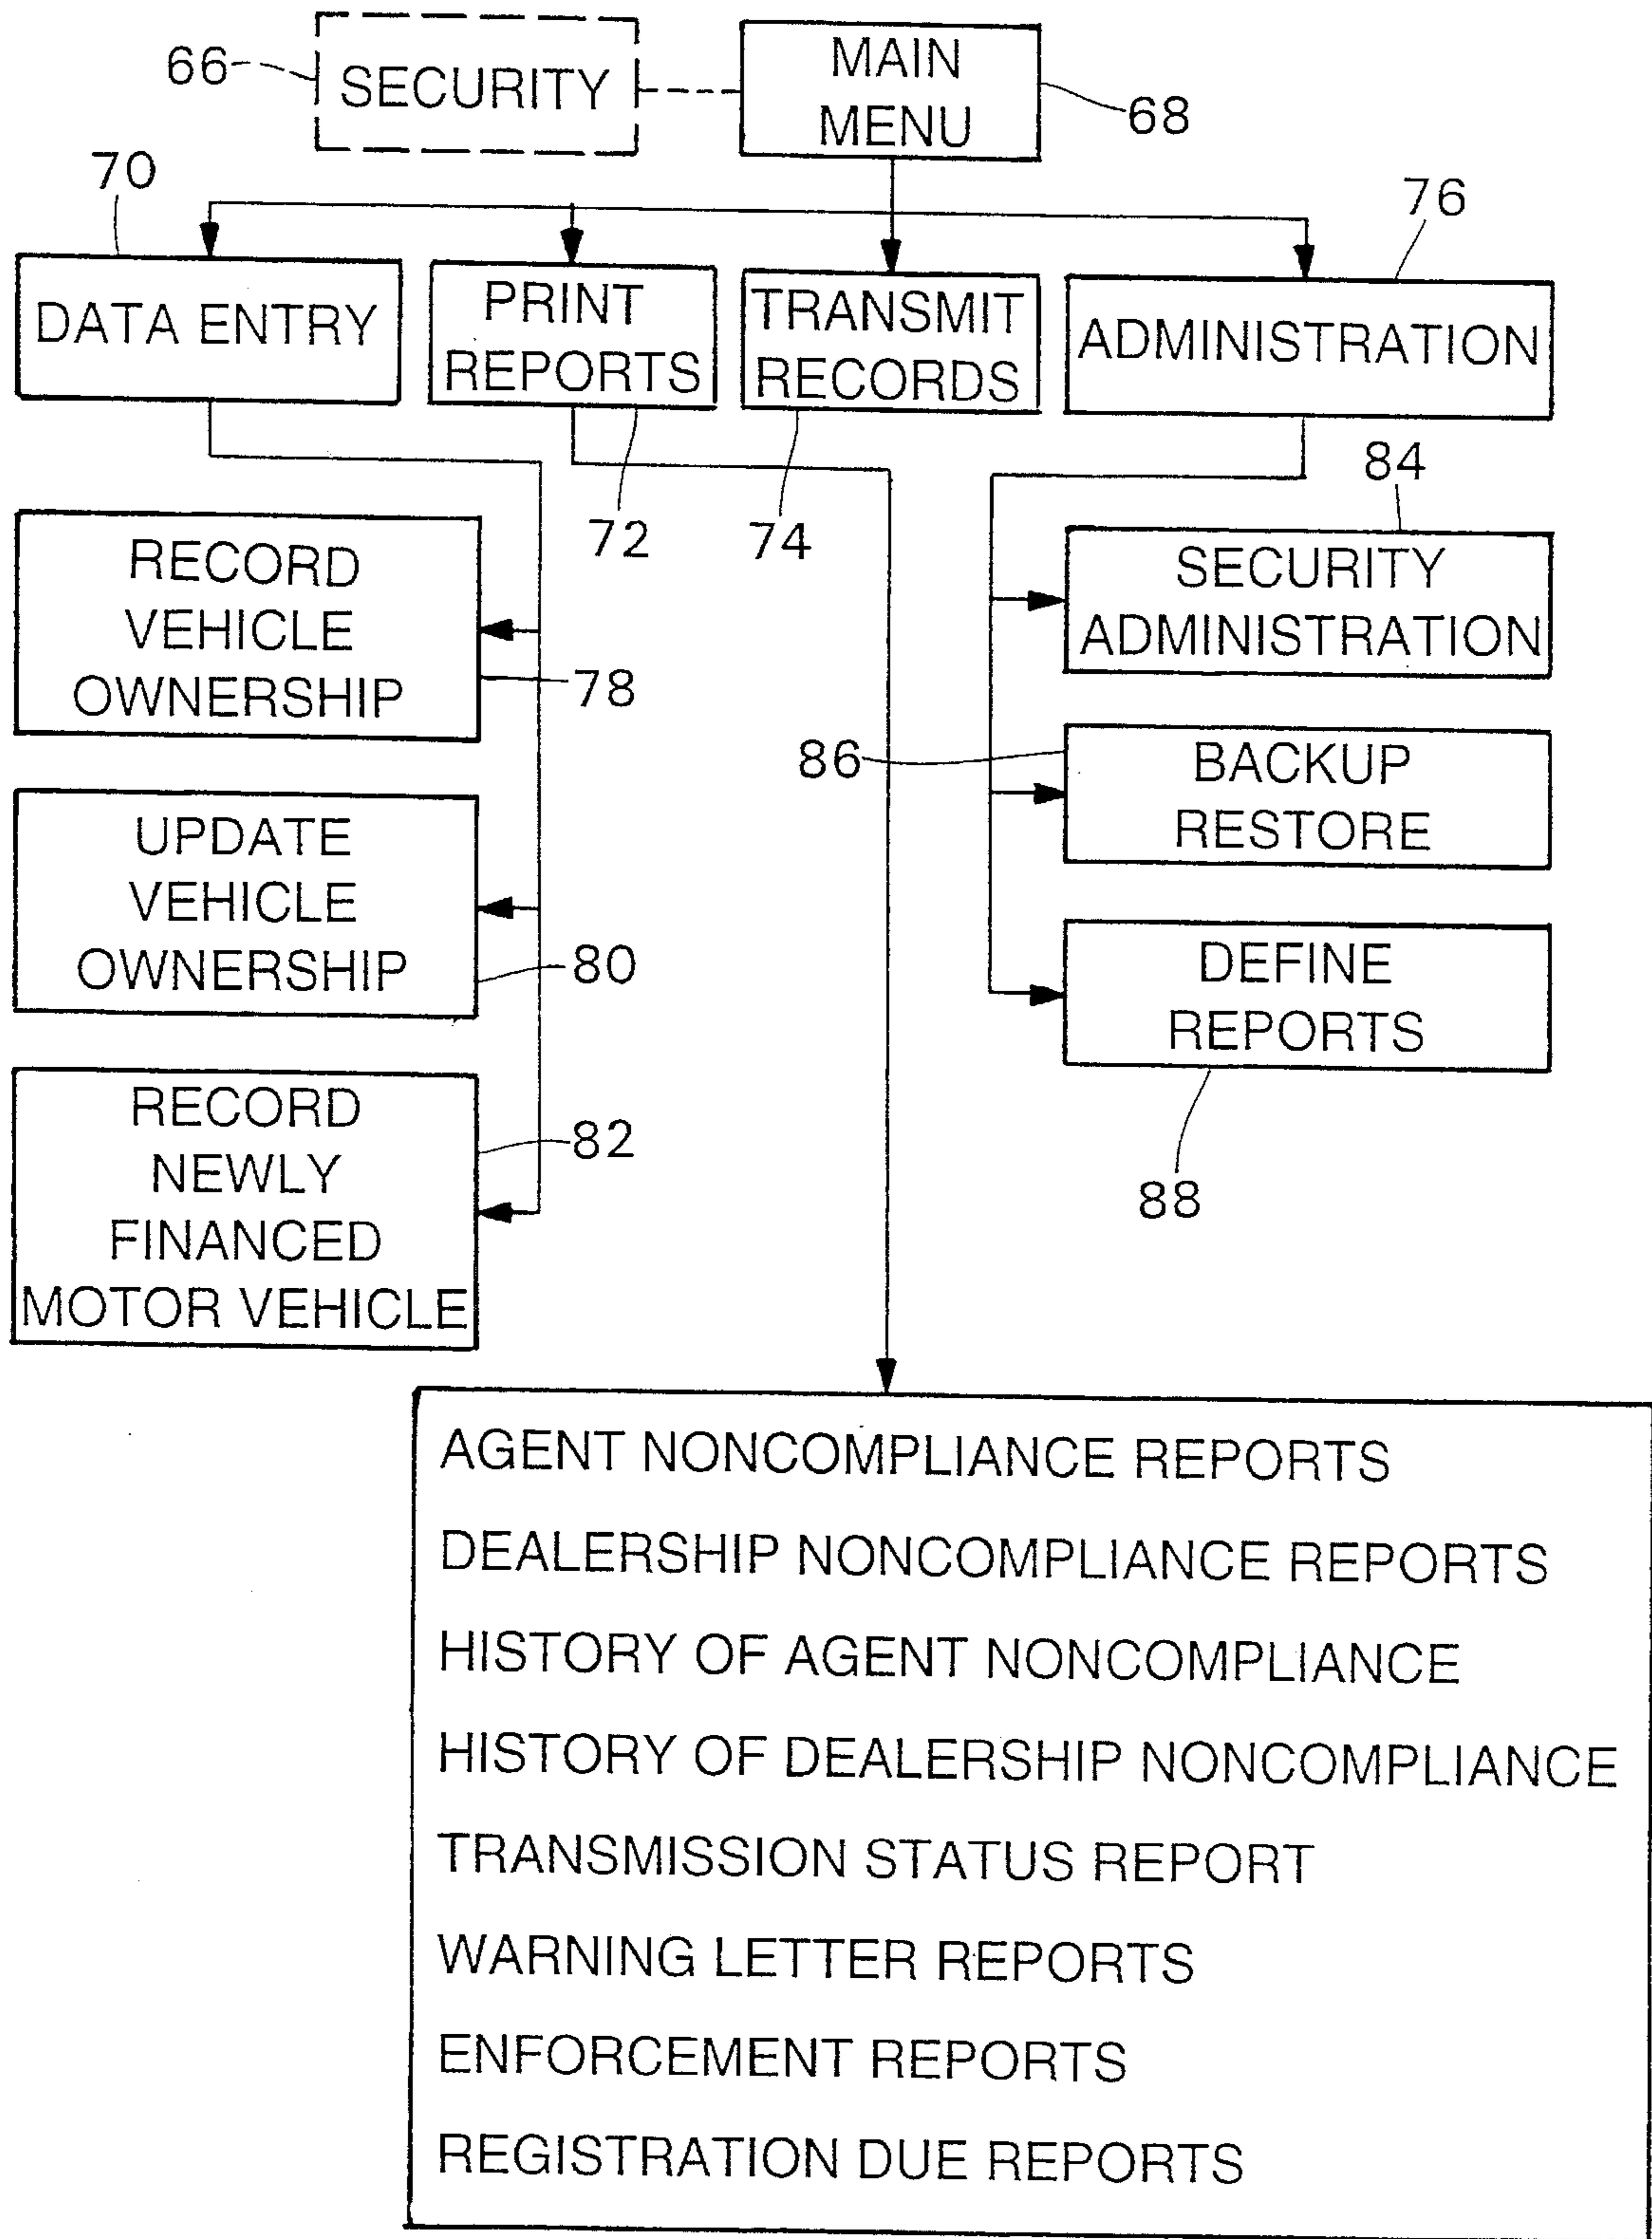 66
SECURITY
MAIN
MENU
68
70
76
DATA ENTRY
PRINT
REPORTS
TRANSMIT
RECORDS
ADMINISTRATION
72
74
84
RECORD
VEHICLE
OWNERSHIP
78
SECURITY
ADMINISTRATION
86
BACKUP
RESTORE
UPDATE
VEHICLE
OWNERSHIP
80
DEFINE
REPORTS
88
RECORD
NEWLY
FINANCED
MOTOR VEHICLE
82
AGENT NONCOMPLIANCE REPORTS
DEALERSHIP NONCOMPLIANCE REPORTS
HISTORY OF AGENT NONCOMPLIANCE
HISTORY OF DEALERSHIP NONCOMPLIANCE
TRANSMISSION STATUS REPORT
WARNING LETTER REPORTS
ENFORCEMENT REPORTS
REGISTRATION DUE REPORTS